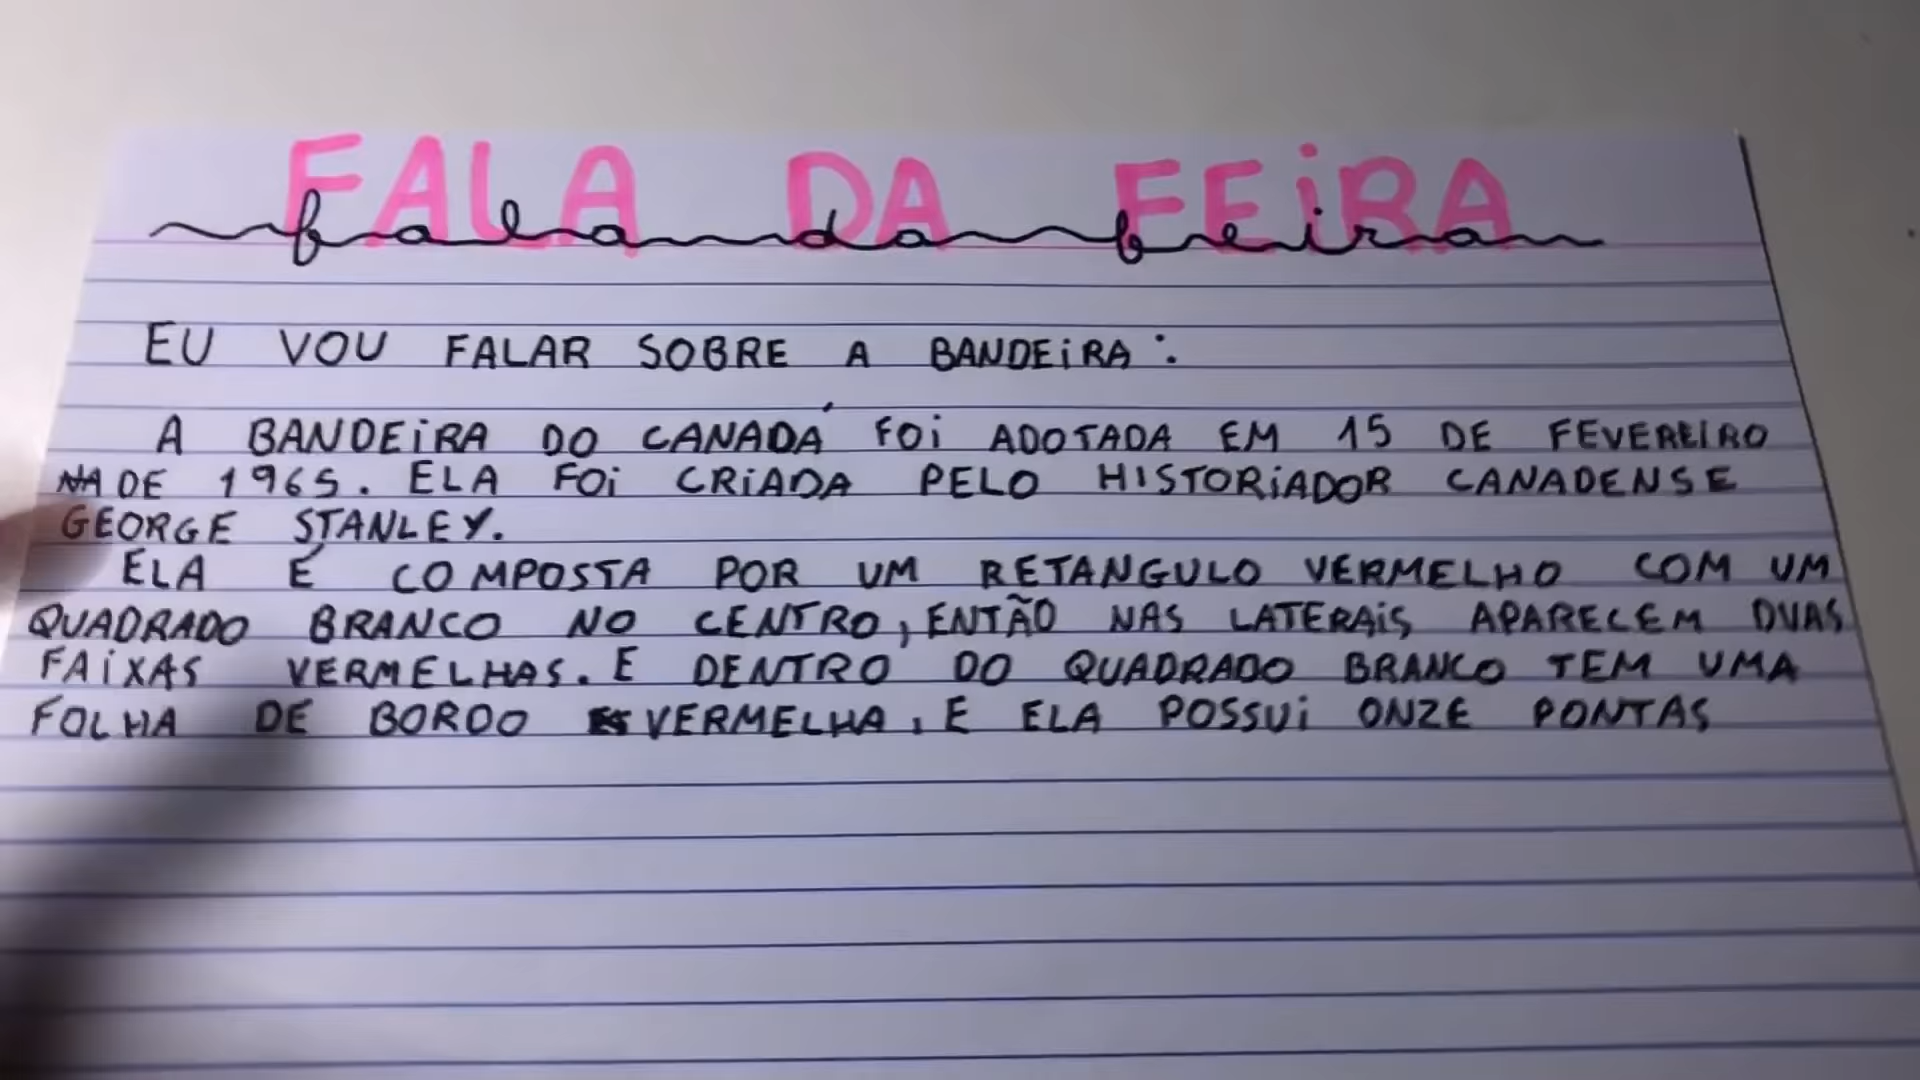 FALA DA FEiRA
fala da feira
EU VOU FALAR SOBRE A BANDEiRA:
A BANDEiRA DO CANADÁ FOi ADOTADA EM 15 DE FEVEREIRO
DE 1965. ELA FOi CRiADA PELO HISTORiADOR CANADENSE
GEORGE STANLEY.
ELA É COMPOSTA POR UM RETANGULO VERMELHO COM UM
QUADRADO BRANCO NO CENTRO, ENTÃO NAS LATERAiS APARECEM DUAS
FAiXAS VERMELHAS. E DENTRO DO QUADRADO BRANCO TEM UMA
FOLHA DE BORDO VERMELHA, E ELA POSSUi ONZE PONTAS